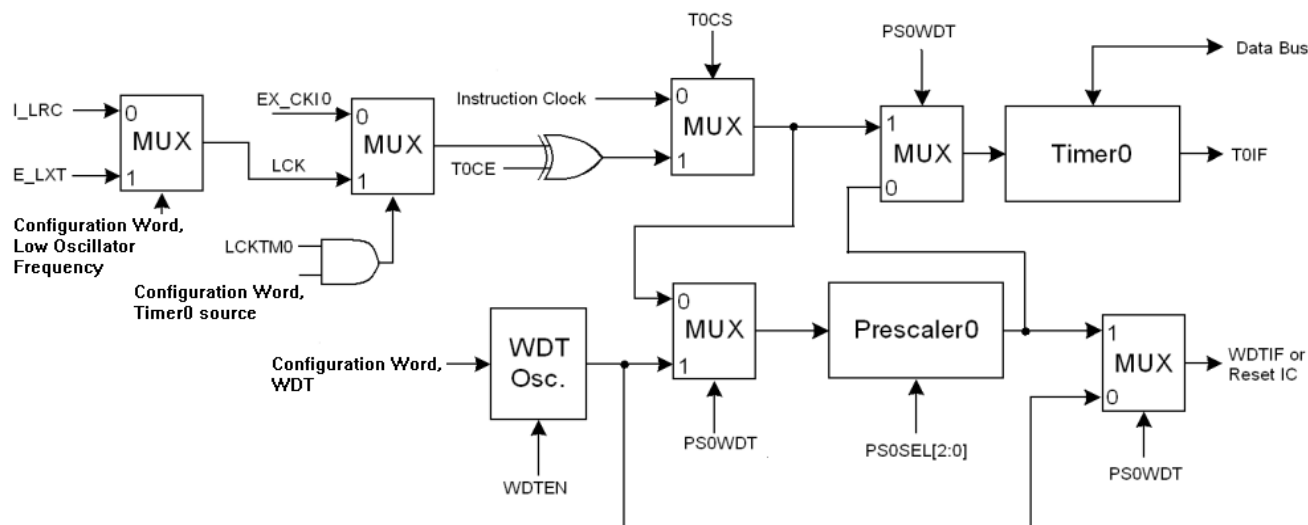 T0CS
PS0WDT
Data Bus
I_LRC
0
MUX
E_LXT
1
Configuration Word,
Low Oscillator
Frequency
EX_CKI0
0
MUX
LCK
1
LCKTM0
Configuration Word,
Timer0 source
T0CE
Instruction Clock
0
MUX
1
1
MUX
0
Timer0
T0IF
Configuration Word,
WDT
WDT
Osc.
WDTEN
0
MUX
1
PS0WDT
Prescaler0
PS0SEL[2:0]
1
MUX
0
WDTIF or
Reset IC
PS0WDT